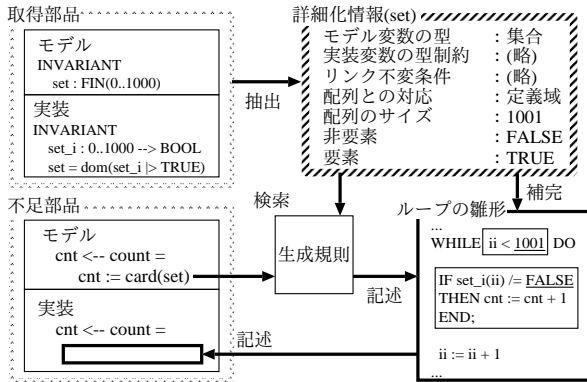 取得部品
モデル
INVARIANT
set : FIN(0..1000)
実装
INVARIANT
set_i : 0..1000 --> BOOL
set = dom(set_i |> TRUE)
抽出
詳細化情報(set)
モデル変数の型 : 集合
実装変数の型制約 : (略)
リンク不変条件 : (略)
配列との対応 : 定義域
配列のサイズ : 1001
非要素 : FALSE
要素 : TRUE
検索
補完
不足部品
モデル
cnt <-- count =
cnt := card(set)
実装
cnt <-- count =
生成規則
記述
記述
ループの雛形
...
WHILE ii < 1001 DO
IF set_i(ii) /= FALSE
THEN cnt := cnt + 1
END;
ii := ii + 1
...